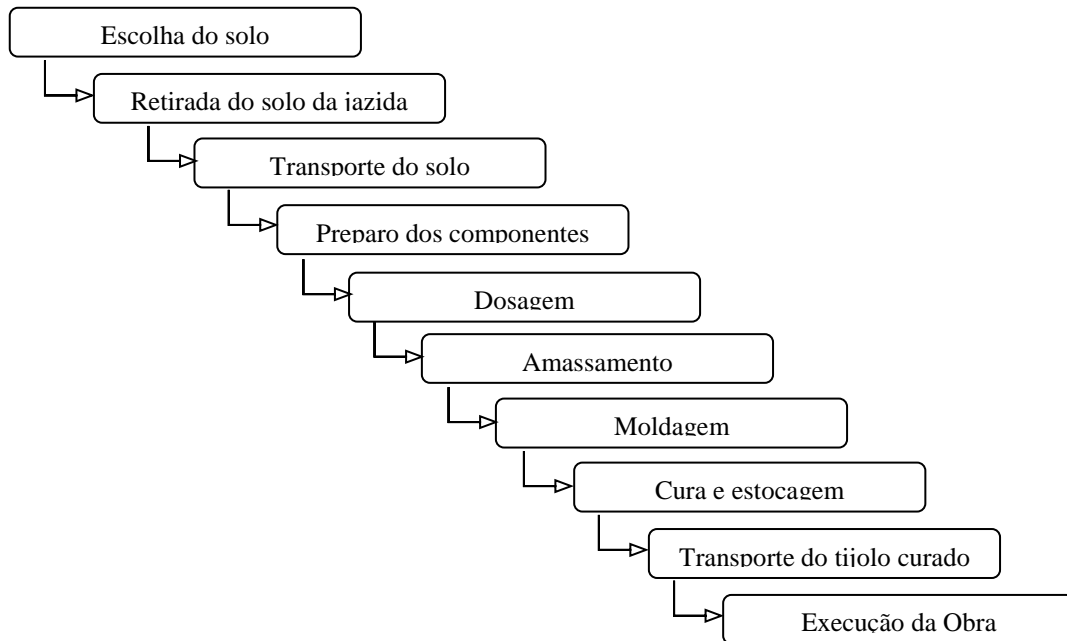 Escolha do solo
Retirada do solo da jazida
Transporte do solo
Preparo dos componentes
Dosagem
Amassamento
Moldagem
Cura e estocagem
Transporte do tijolo curado
Execução da Obra